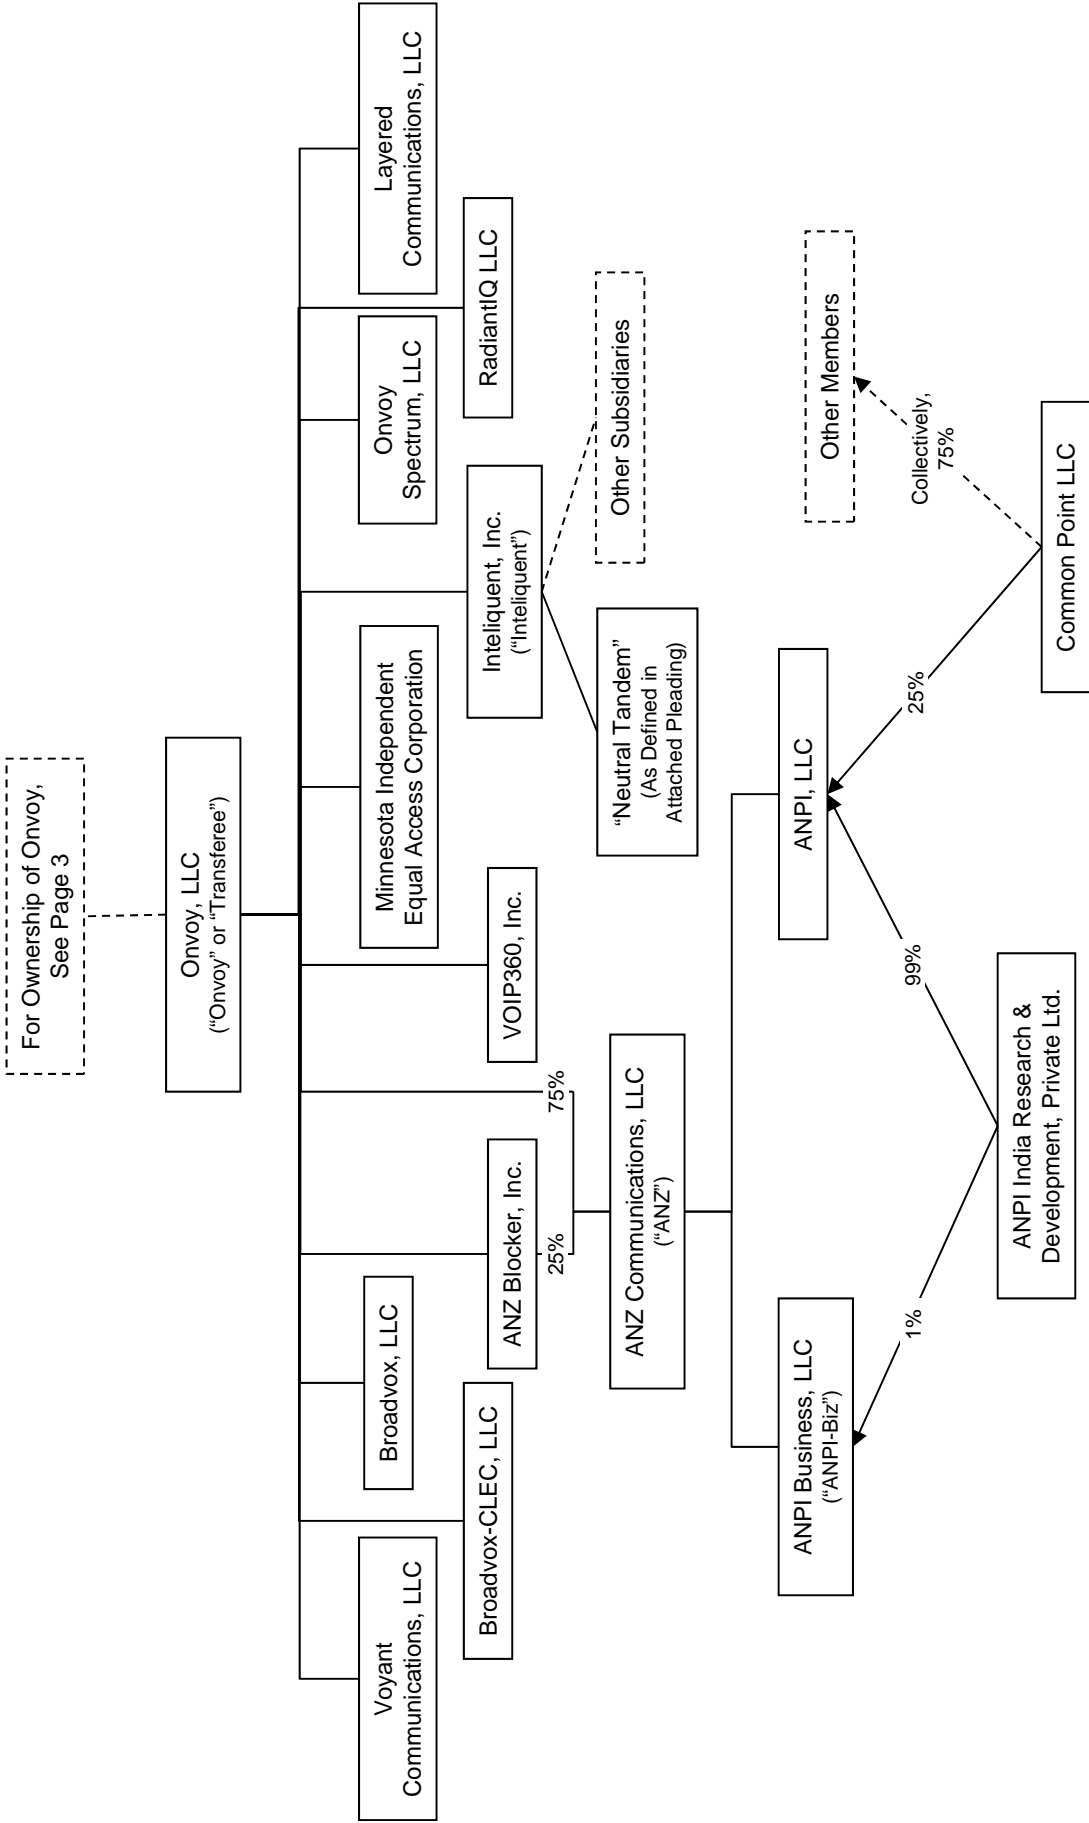 For Ownership of Onvoy,
See Page 3
Onvoy, LLC
(“Onvoy” or “Transferee”)
Voyant
Communications, LLC
Broadvox, LLC
Minnesota Independent
Equal Access Corporation
Onvoy
Spectrum, LLC
Layered
Communications, LLC
Broadvox-CLEC, LLC
ANZ Blocker, Inc.
VOIP360, Inc.
Inteliquent, Inc.
(“Inteliquent”)
RadiantIQ LLC
25%
75%
ANZ Communications, LLC
(“ANZ”)
“Neutral Tandem”
(As Defined in
Attached Pleading)
Other Subsidiaries
ANPI Business, LLC
(“ANPI-Biz”)
ANPI, LLC
Other Members
1%
99%
25%
Collectively,
75%
ANPI India Research &
Development, Private Ltd.
Common Point LLC